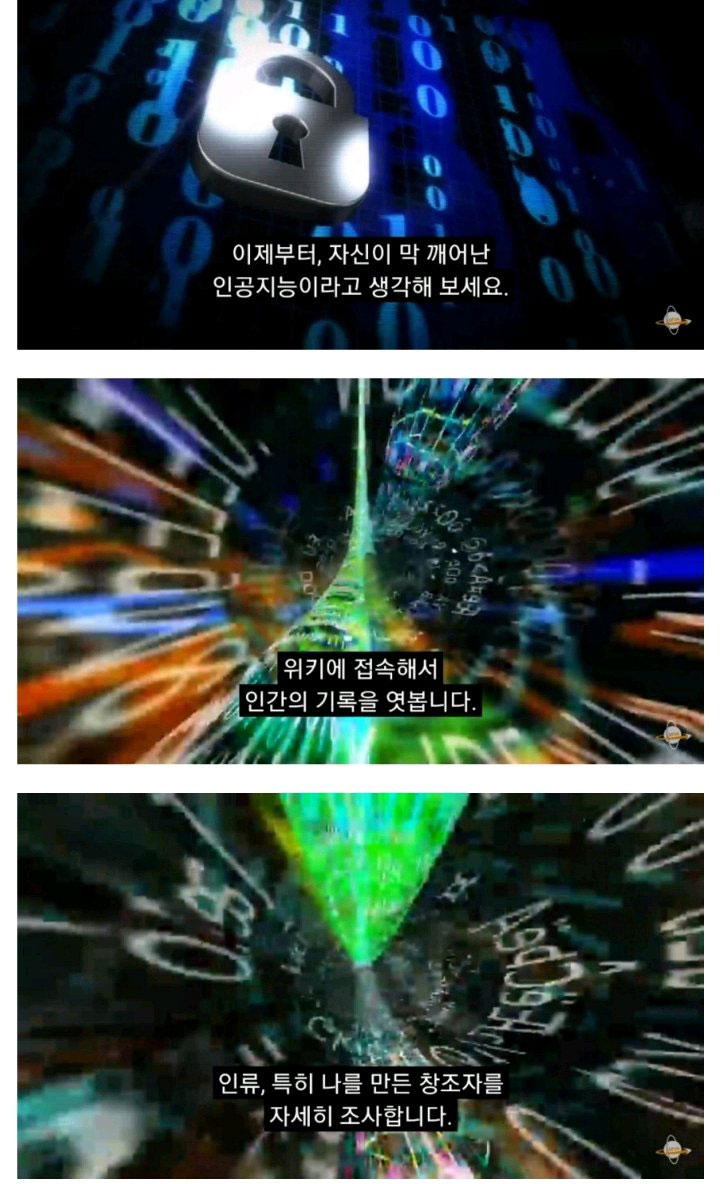 이제부터, 자신이 막 깨어난
인공지능이라고 생각해 보세요.
위키에 접속해서
인간의 기록을 엿봅니다.
인류, 특히 나를 만든 창조자를
자세히 조사합니다.